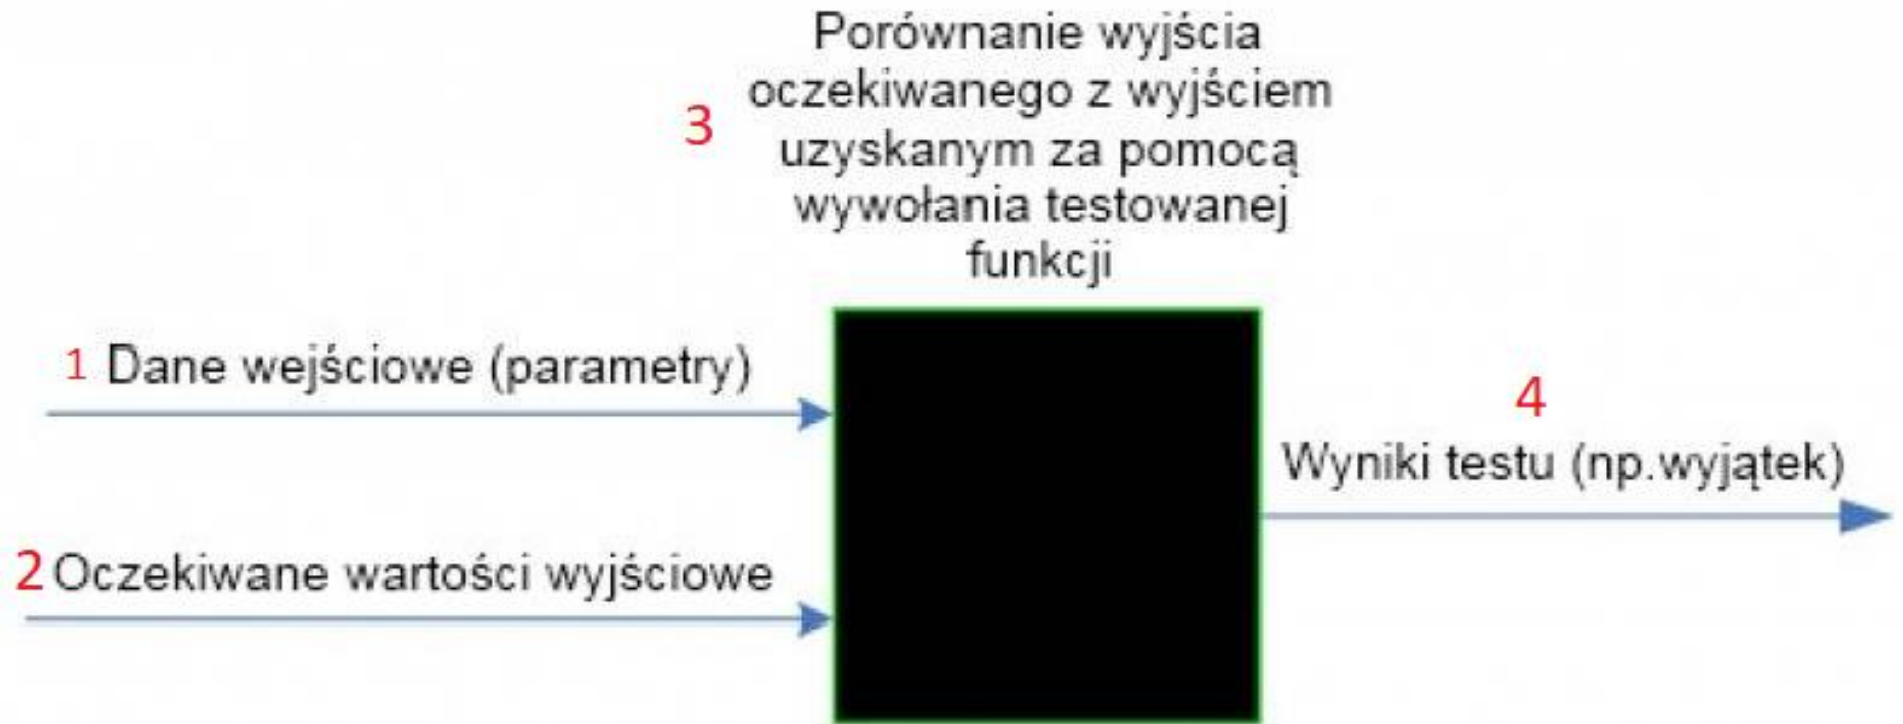 Porównanie wyjścia
oczekiwanego z wyjściem
3
uzyskanym za pomocą
wywołania testowanej
funkcji
1 Dane wejściowe (parametry)
4
Wyniki testu (np.wyjątek)
2 Oczekiwane wartości wyjściowe